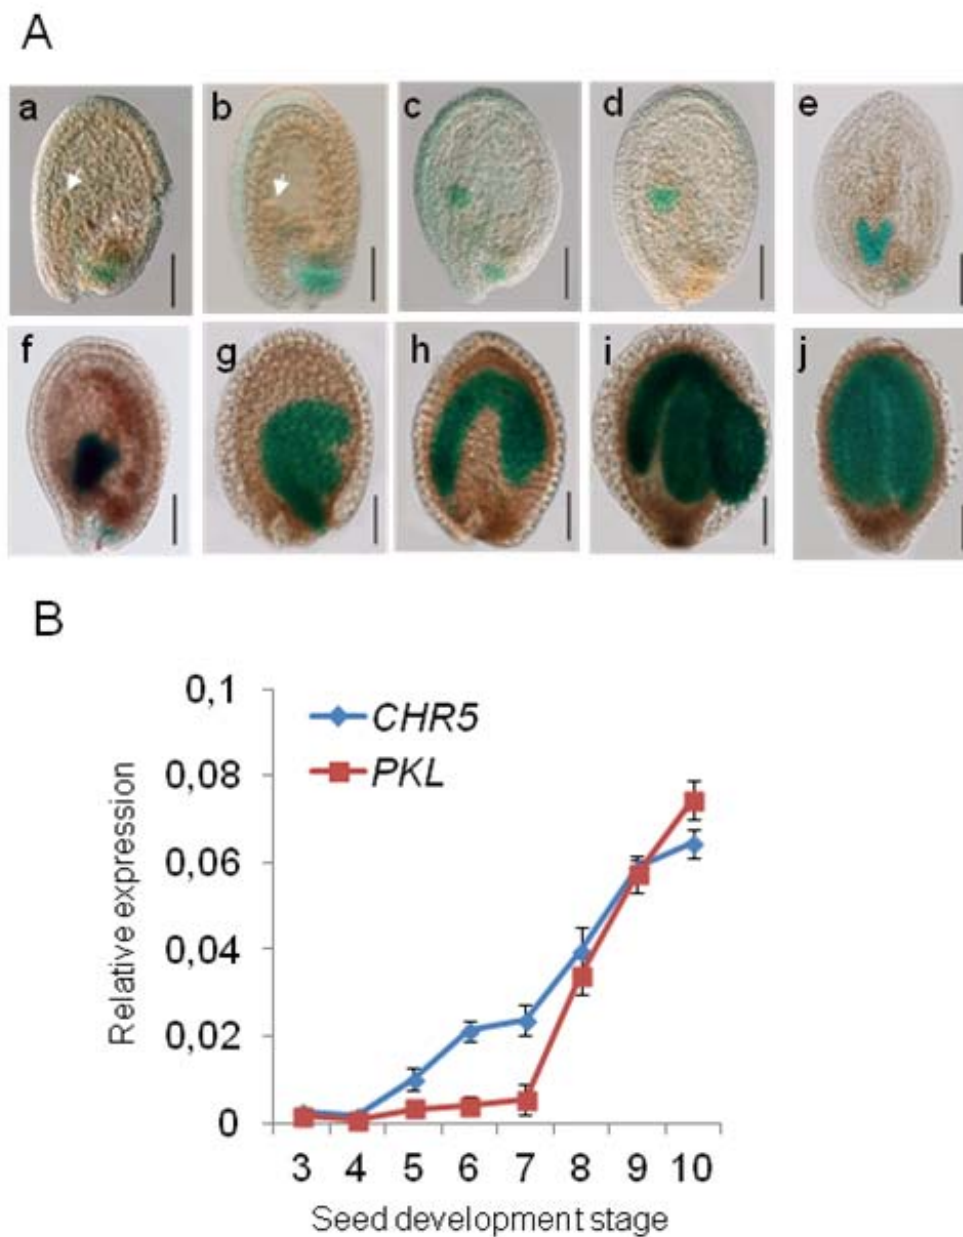 A
a b c d e
f g h i j
B
0,1
CHR5
PKL
0,08
0,06
0,04
0,02
0
Relative expression
3 4 5 6 7 8 9 10
Seed development stage